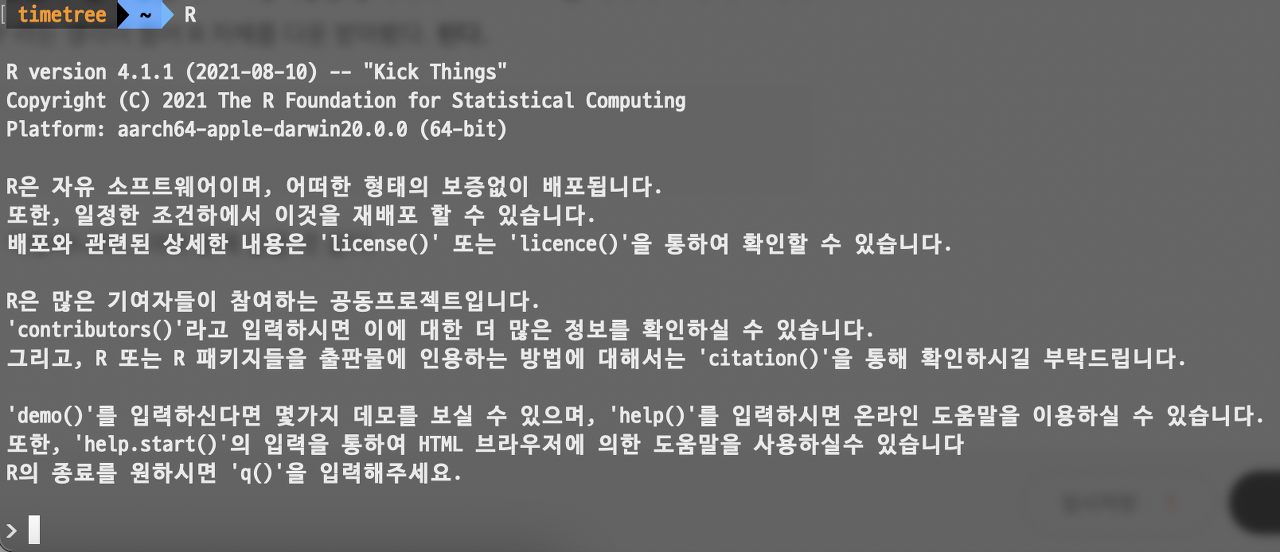 timetree ~ R
R version 4.1.1 (2021-08-10) -- "Kick Things"
Copyright (C) 2021 The R Foundation for Statistical Computing
Platform: aarch64-apple-darwin20.0.0 (64-bit)
R은 자유 소프트웨어이며, 어떠한 형태의 보증없이 배포됩니다.
또한, 일정한 조건하에서 이것을 재배포 할 수 있습니다.
배포와 관련된 상세한 내용은 'license()' 또는 'licence()'을 통하여 확인할 수 있습니다.
R은 많은 기여자들이 참여하는 공동프로젝트입니다.
'contributors()'라고 입력하시면 이에 대한 더 많은 정보를 확인하실 수 있습니다.
그리고, R 또는 R 패키지들을 출판물에 인용하는 방법에 대해서는 'citation()'을 통해 확인하시길 부탁드립니다.
'demo()'를 입력하신다면 몇가지 데모를 보실 수 있으며, 'help()'를 입력하시면 온라인 도움말을 이용하실 수 있습니다.
또한, 'help.start()'의 입력을 통하여 HTML 브라우저에 의한 도움말을 사용하실수 있습니다
R의 종료를 원하시면 'q()'을 입력해주세요.
>